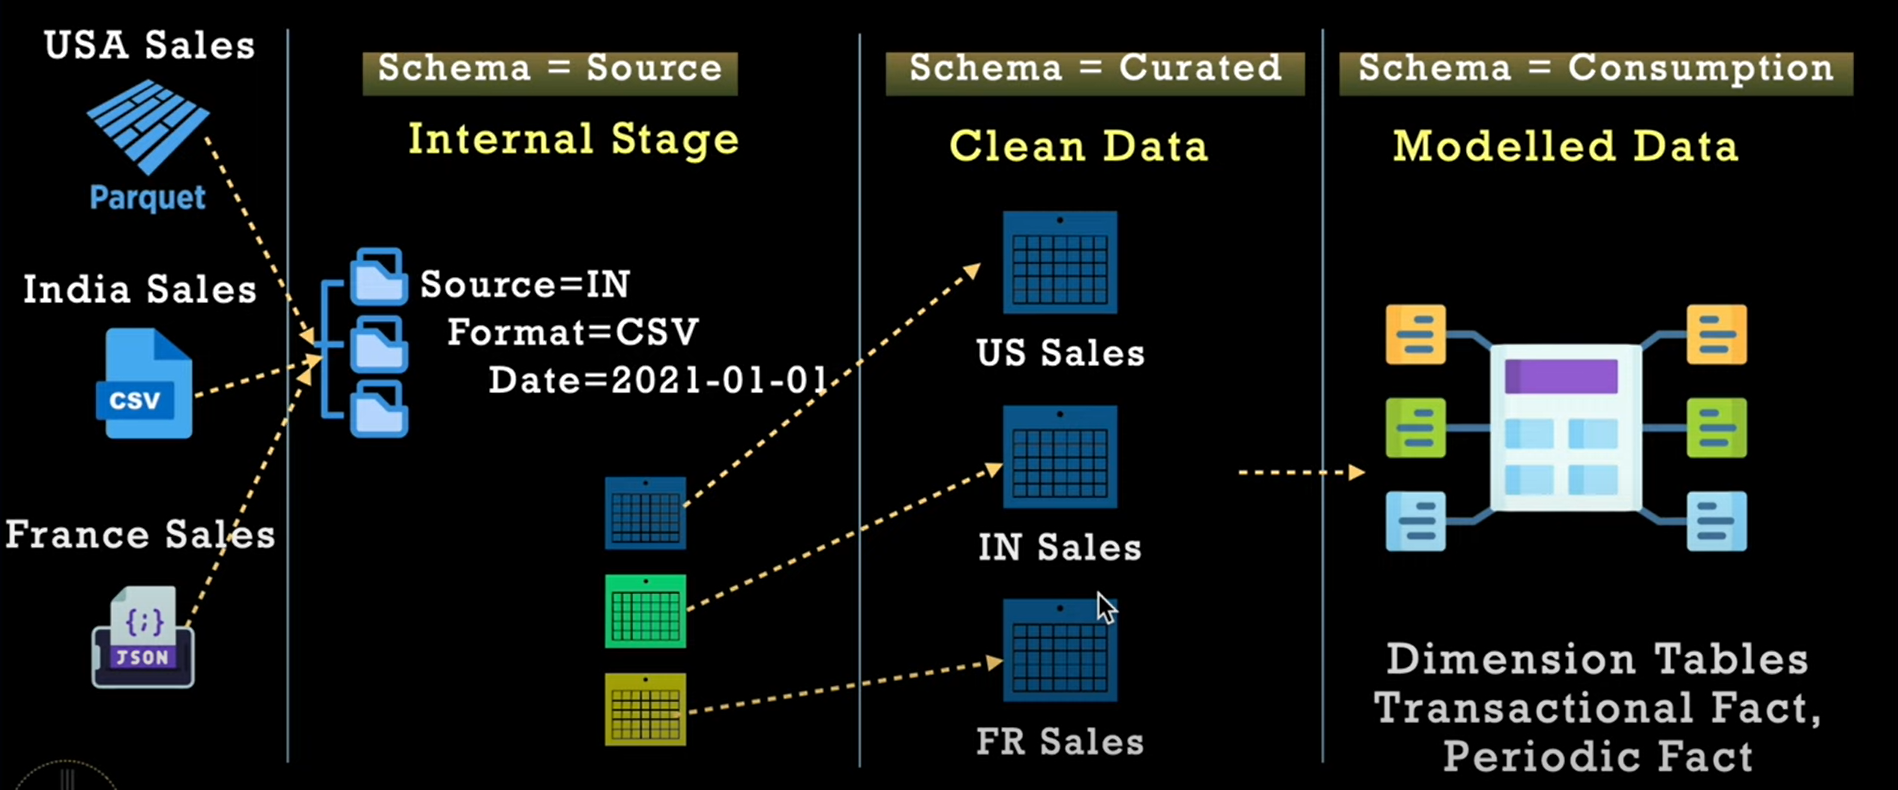 USA Sales
Parquet
India Sales
CSV
France Sales
{;}
JSON
Schema = Source
Internal Stage
Source=IN
Format=CSV
Date=2021-01-01
Schema = Curated
Clean Data
US Sales
IN Sales
FR Sales
Schema = Consumption
Modelled Data
Dimension Tables
Transactional Fact,
Periodic Fact